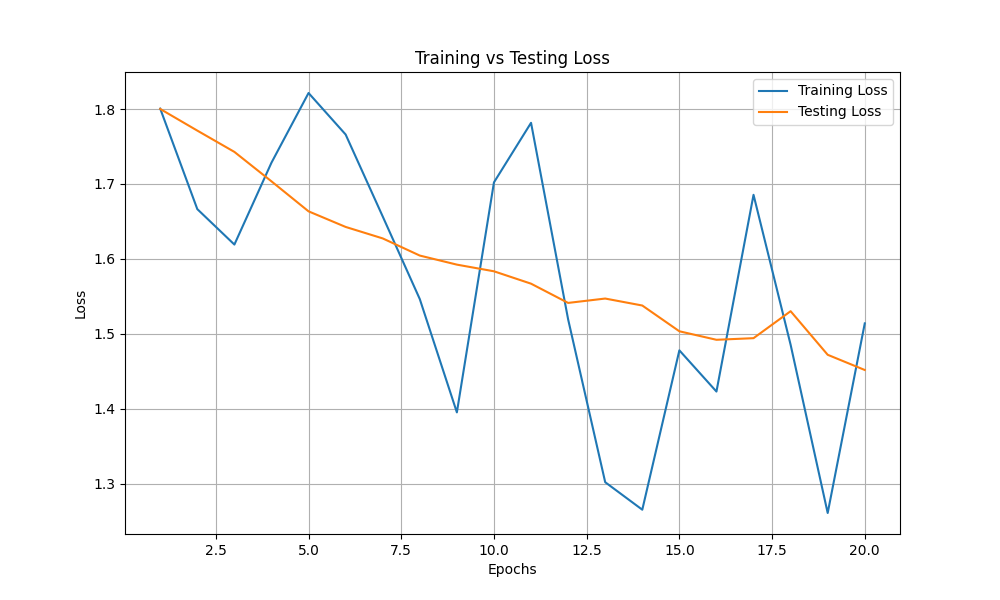 Training vs Testing Loss
Training Loss
Testing Loss
1.8
1.7
1.6
1.5
1.4
1.3
Loss
2.5 5.0 7.5 10.0 12.5 15.0 17.5 20.0
Epochs